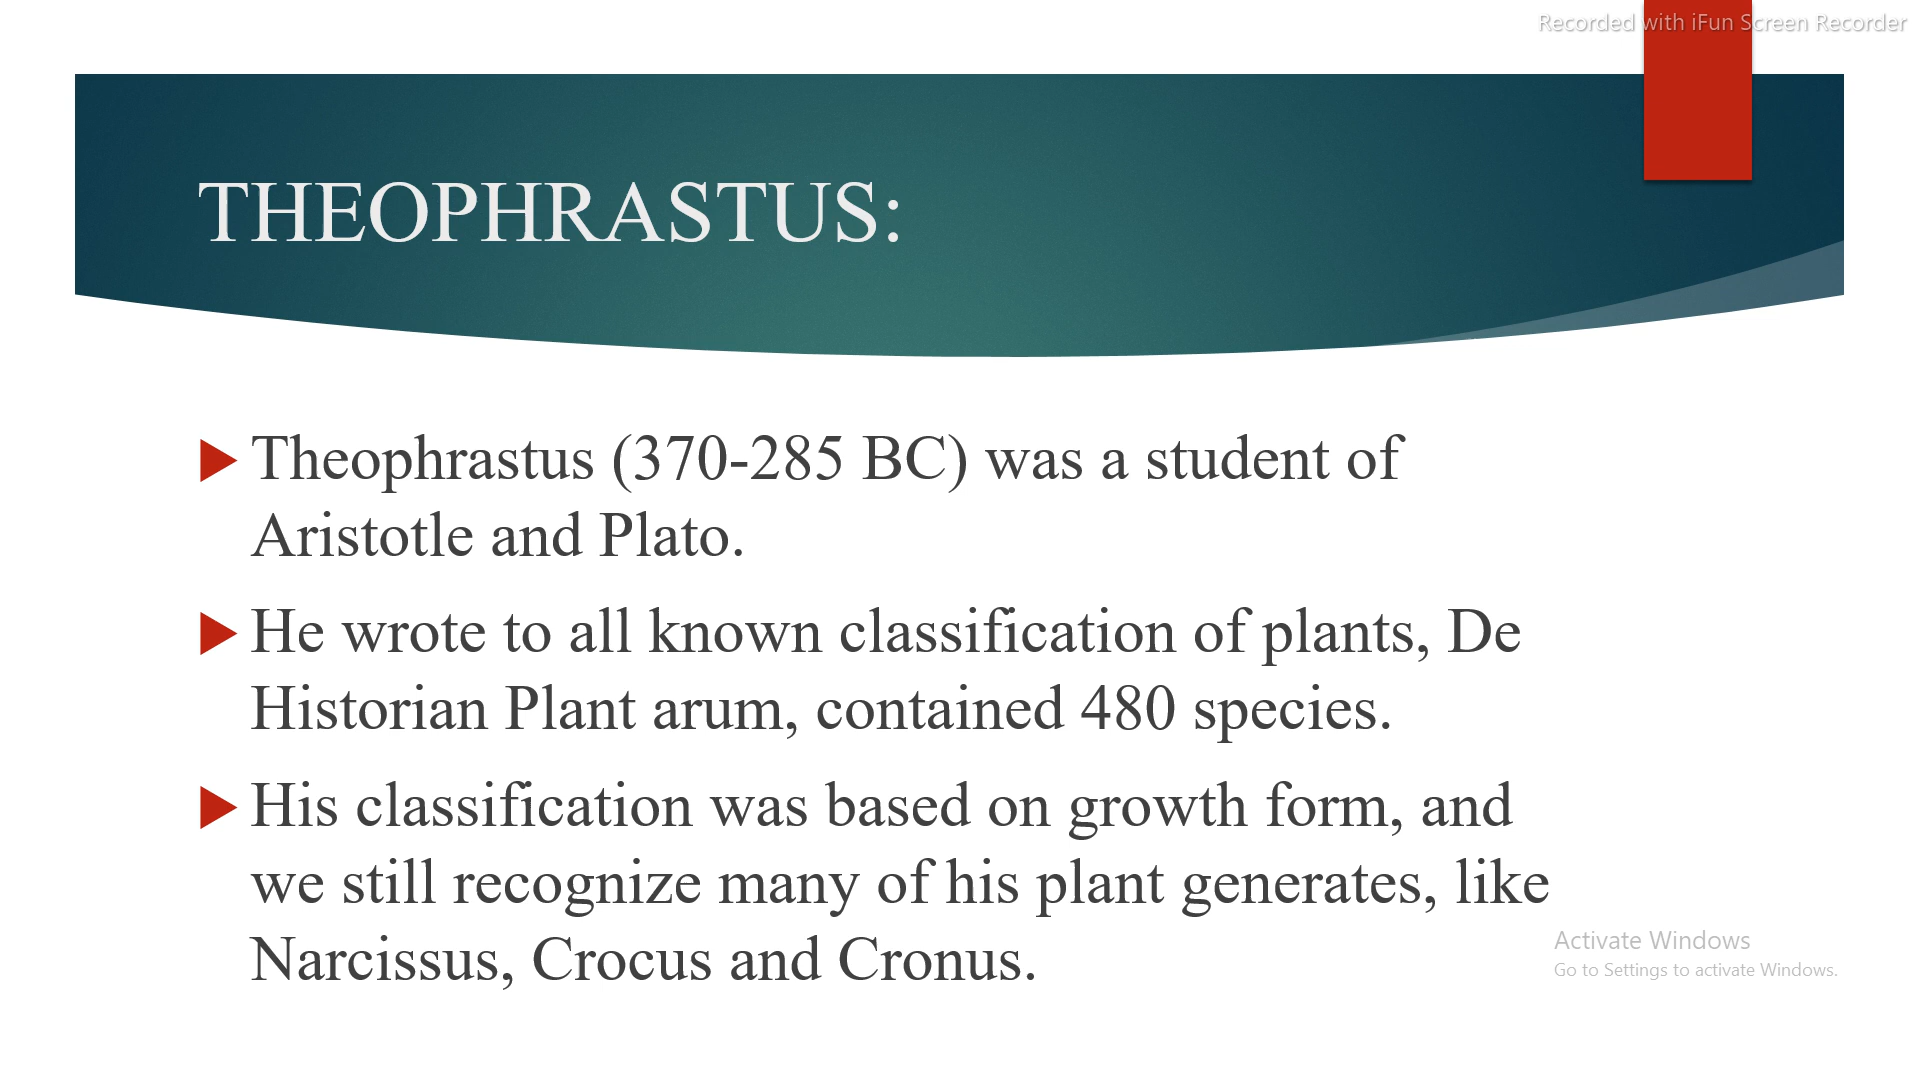 Recorded with iFun Screen Recorder
THEOPHRASTUS:
Theophrastus (370-285 BC) was a student of
Aristotle and Plato.
He wrote to all known classification of plants, De
Historian Plant arum, contained 480 species.
His classification was based on growth form, and
we still recognize many of his plant generates, like
Narcissus, Crocus and Cronus.
Activate Windows
Go to Settings to activate Windows.